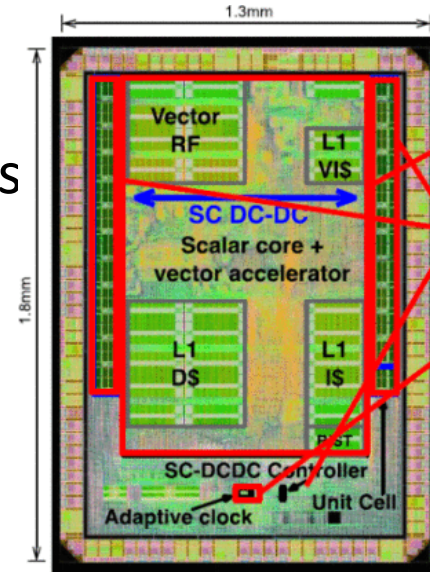 1.3mm
s
1.8mm
Vector
RF
L1
VI$
SC DC-DC
Scalar core +
vector accelerator
L1
D$
L1
I$
BIST
SC-DCDC Controller
Adaptive clock
Unit Cell